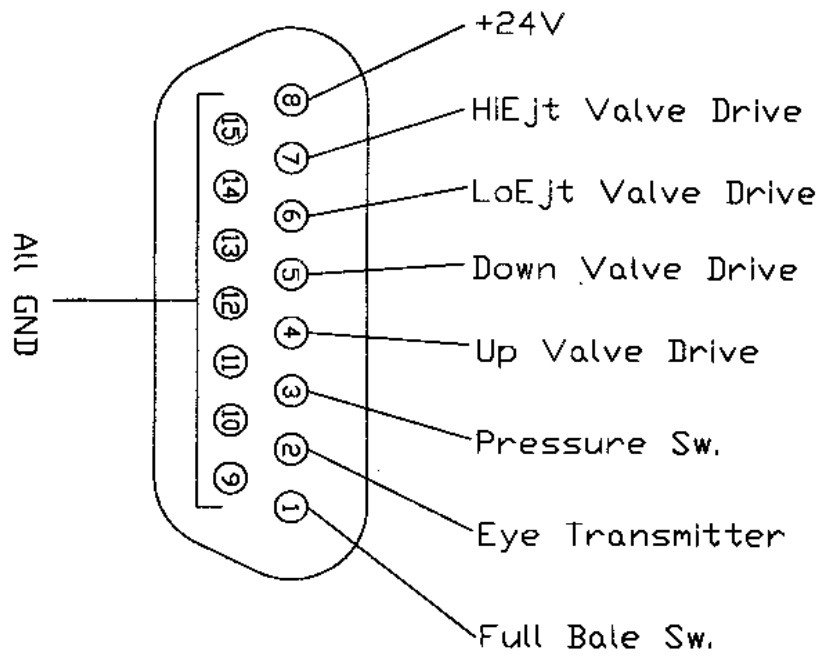 +24V
HiEjt Valve Drive
LoEjt Valve Drive
Down Valve Drive
Up Valve Drive
Pressure Sw.
Eye Transmitter
Full Bale Sw.
8
7
6
5
4
3
2
1
15
14
13
12
11
10
9
All GND